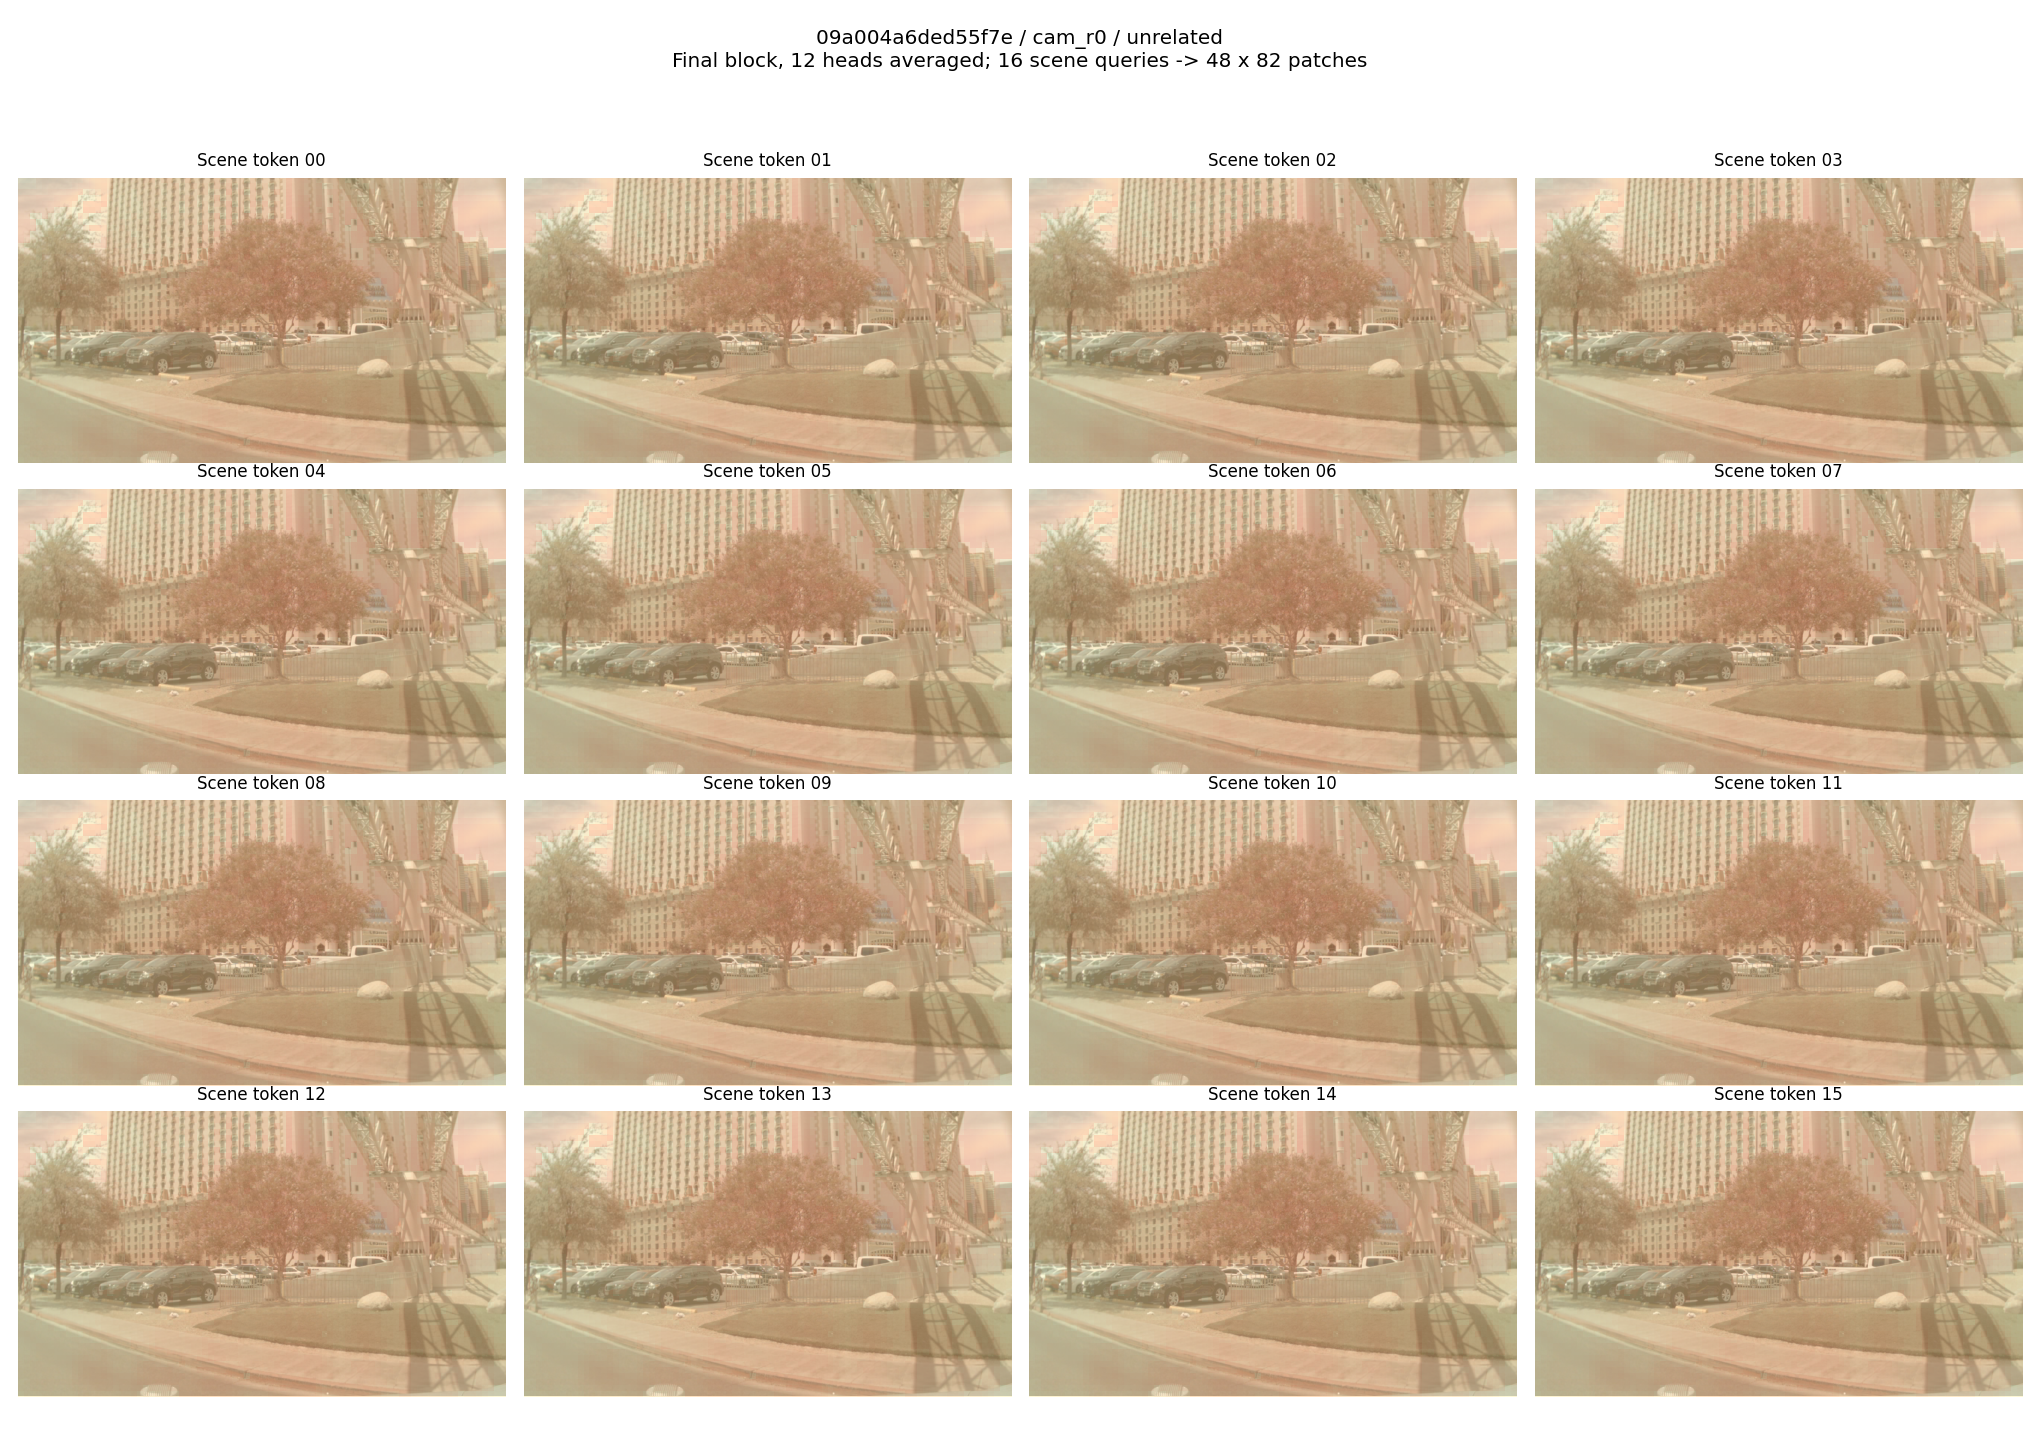 09a004a6ded55f7e / cam_r0 / unrelated
Final block, 12 heads averaged; 16 scene queries -> 48 x 82 patches
Scene token 00
Scene token 01
Scene token 02
Scene token 03
Scene token 04
Scene token 05
Scene token 06
Scene token 07
Scene token 08
Scene token 09
Scene token 10
Scene token 11
Scene token 12
Scene token 13
Scene token 14
Scene token 15